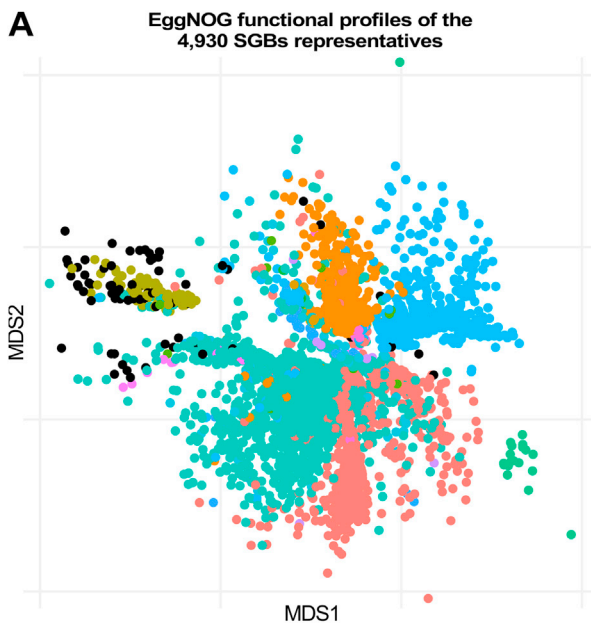 A
EggNOG functional profiles of the
4,930 SGBs representatives
MDS2
MDS1